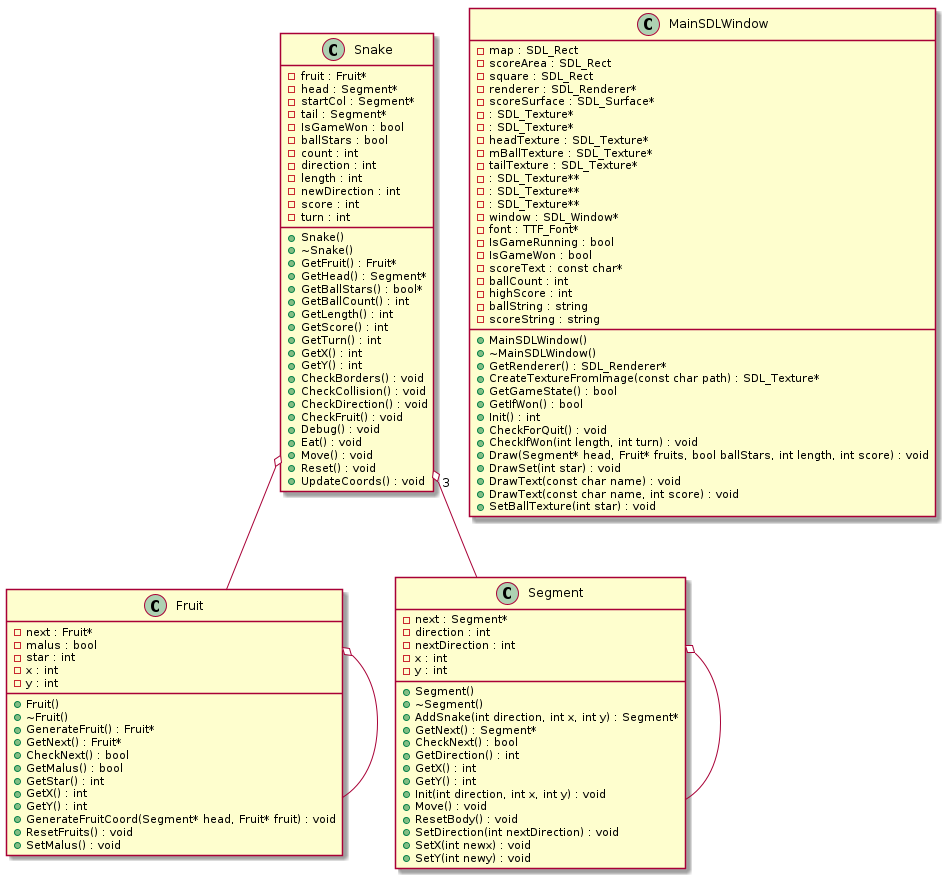 C Snake
fruit : Fruit*
head : Segment*
startCol : Segment*
tail : Segment*
IsGameWon : bool
ballStars : bool
count : int
direction : int
length : int
newDirection : int
score : int
turn : int
Snake()
~Snake()
GetFruit() : Fruit*
GetHead() : Segment*
GetBallStars() : bool*
GetBallCount() : int
GetLength() : int
GetScore() : int
GetTurn() : int
GetX() : int
GetY() : int
CheckBorders() : void
CheckCollision() : void
CheckDirection() : void
CheckFruit() : void
Debug() : void
Eat() : void
Move() : void
Reset() : void
UpdateCoords() : void
3
C MainSDLWindow
map : SDL_Rect
scoreArea : SDL_Rect
square : SDL_Rect
renderer : SDL_Renderer*
scoreSurface : SDL_Surface*
: SDL_Texture*
: SDL_Texture*
headTexture : SDL_Texture*
mBallTexture : SDL_Texture*
tailTexture : SDL_Texture*
: SDL_Texture**
: SDL_Texture**
: SDL_Texture**
window : SDL_Window*
font : TTF_Font*
IsGameRunning : bool
IsGameWon : bool
scoreText : const char*
ballCount : int
highScore : int
ballString : string
scoreString : string
MainSDLWindow()
~MainSDLWindow()
GetRenderer() : SDL_Renderer*
CreateTextureFromImage(const char path) : SDL_Texture*
GetGameState() : bool
GetIfWon() : bool
Init() : int
CheckForQuit() : void
CheckIfWon(int length, int turn) : void
Draw(Segment* head, Fruit* fruits, bool ballStars, int length, int score) : void
DrawSet(int star) : void
DrawText(const char name) : void
DrawText(const char name, int score) : void
SetBallTexture(int star) : void
C Fruit
next : Fruit*
malus : bool
star : int
x : int
y : int
Fruit()
~Fruit()
GenerateFruit() : Fruit*
GetNext() : Fruit*
CheckNext() : bool
GetMalus() : bool
GetStar() : int
GetX() : int
GetY() : int
GenerateFruitCoord(Segment* head, Fruit* fruit) : void
ResetFruits() : void
SetMalus() : void
C Segment
next : Segment*
direction : int
nextDirection : int
x : int
y : int
Segment()
~Segment()
AddSnake(int direction, int x, int y) : Segment*
GetNext() : Segment*
CheckNext() : bool
GetDirection() : int
GetX() : int
GetY() : int
Init(int direction, int x, int y) : void
Move() : void
ResetBody() : void
SetDirection(int nextDirection) : void
SetX(int newx) : void
SetY(int newy) : void